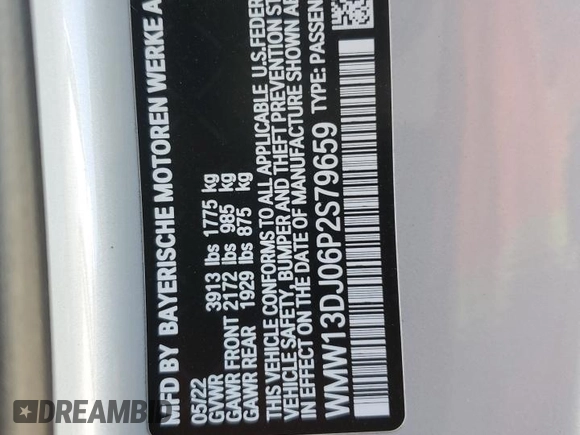 MFD BY BAYERISCHE MOTOREN WERKE A
05/22
GVWR 3913 lbs 1775 kg
GAWR FRONT 2172 lbs 985 kg
GAWR REAR 1929 lbs 875 kg
THIS VEHICLE CONFORMS TO ALL APPLICABLE U.S.FEDER
VEHICLE SAFETY, BUMPER AND THEFT PREVENTION ST
IN EFFECT ON THE DATE OF MANUFACTURE SHOWN AB
WMW13DJ06P2S79659 TYPE: PASSEN
DREAMBID